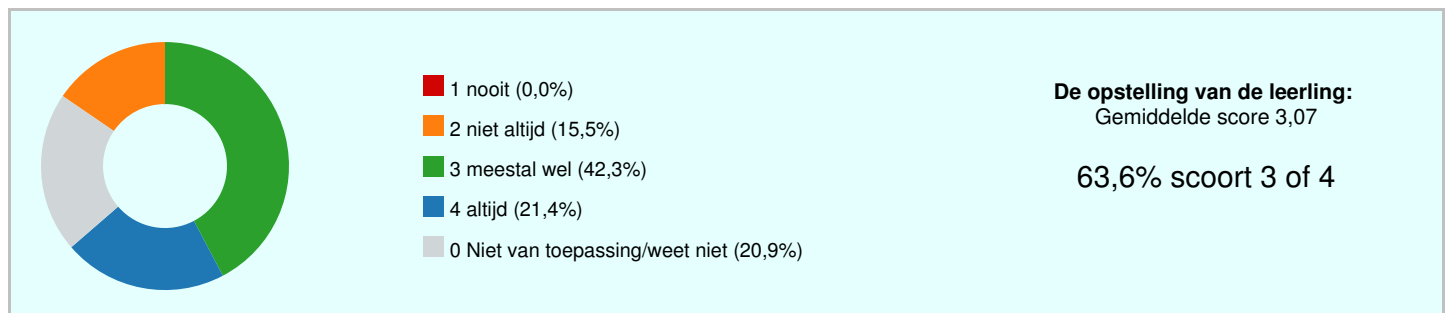 1 nooit (0,0%)
2 niet altijd (15,5%)
3 meestal wel (42,3%)
4 altijd (21,4%)
0 Niet van toepassing/weet niet (20,9%)
De opstelling van de leerling:
Gemiddelde score 3,07
63,6% scoort 3 of 4